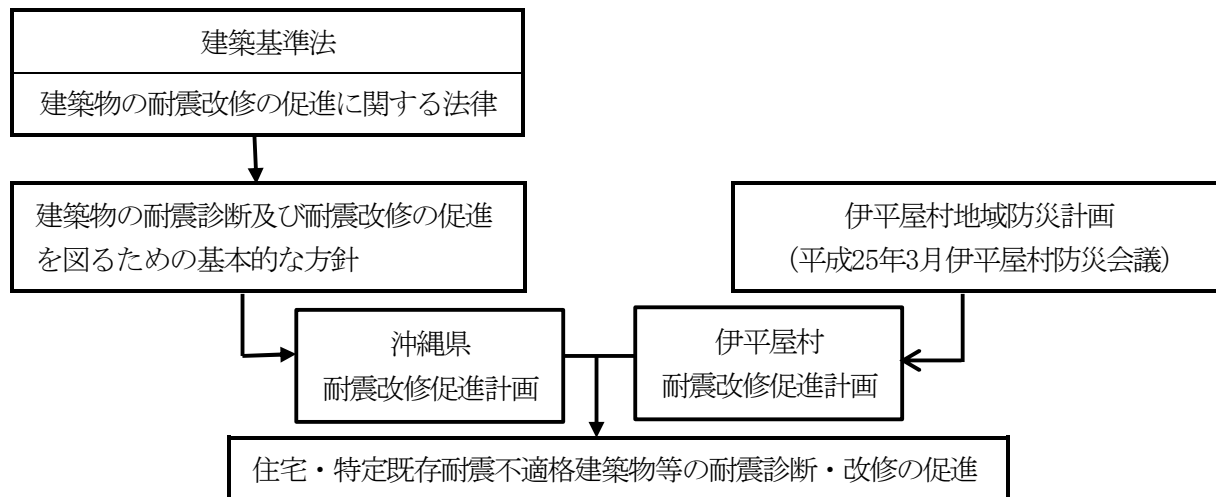 建築基準法
建築物の耐震改修の促進に関する法律
建築物の耐震診断及び耐震改修の促進
を図るための基本的な方針
伊平屋村地域防災計画
（平成25年3月伊平屋村防災会議）
沖縄県
耐震改修促進計画
伊平屋村
耐震改修促進計画
住宅・特定既存耐震不適格建築物等の耐震診断・改修の促進